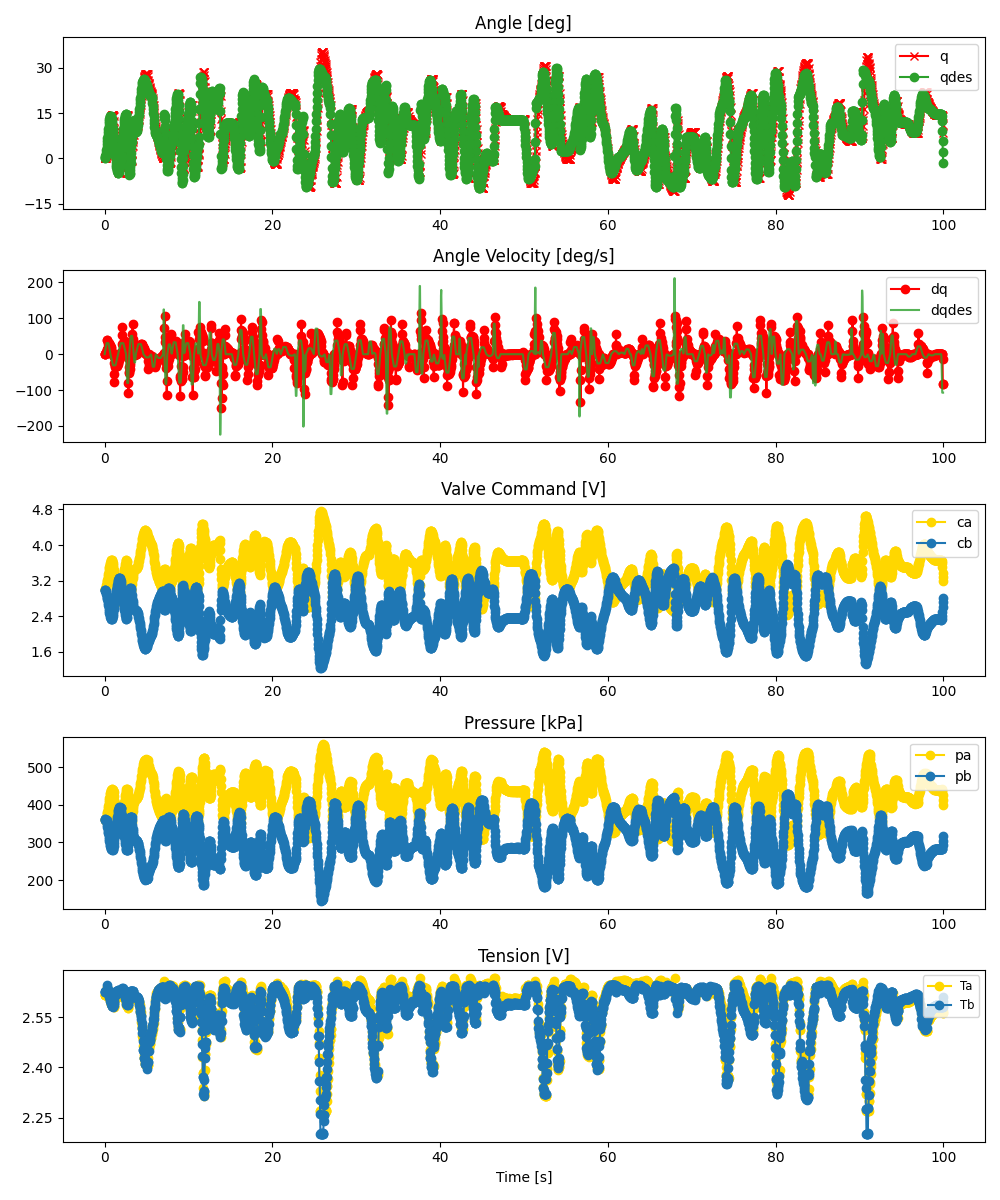 Angle [deg]
30
15
0
−15
q
qdes
0 20 40 60 80 100
Angle Velocity [deg/s]
200
100
0
−100
−200
dq
dqdes
0 20 40 60 80 100
Valve Command [V]
4.8
4.0
3.2
2.4
1.6
ca
cb
0 20 40 60 80 100
Pressure [kPa]
500
400
300
200
pa
pb
0 20 40 60 80 100
Tension [V]
2.55
2.40
2.25
Ta
Tb
0 20 40 60 80 100
Time [s]